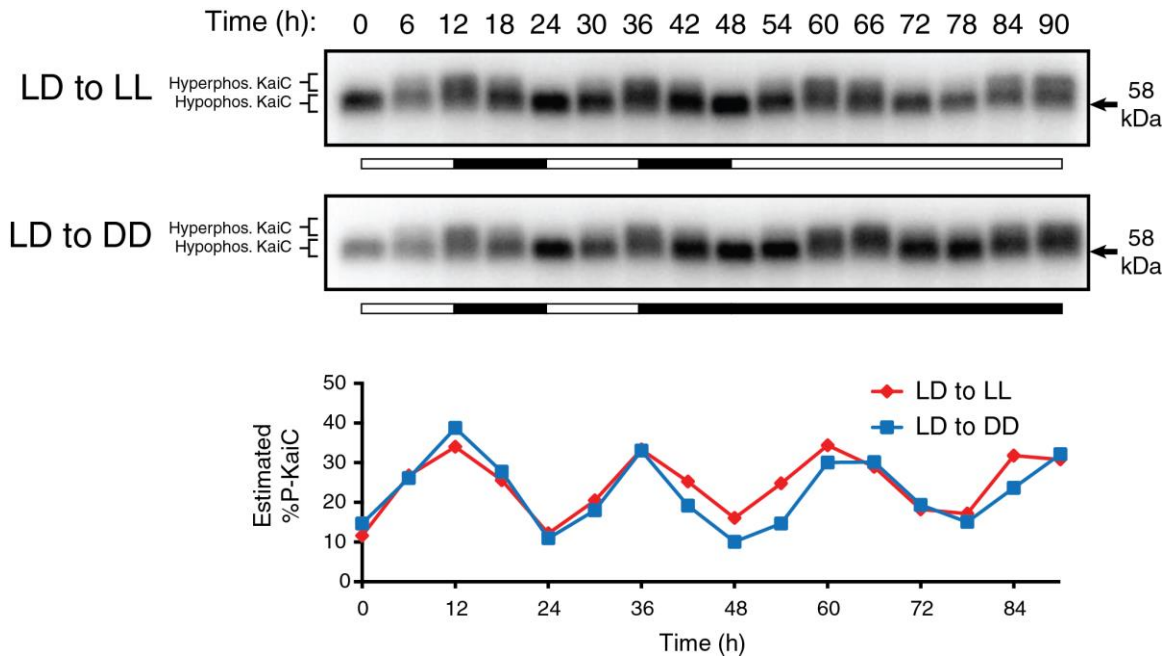 Time (h): 0 6 12 18 24 30 36 42 48 54 60 66 72 78 84 90
LD to LL
Hyperphos. KaiC
Hypophos. KaiC
58
kDa
LD to DD
Hyperphos. KaiC
Hypophos. KaiC
58
kDa
Estimated
%P-KaiC
50
40
30
20
10
0
LD to LL
LD to DD
0 12 24 36 48 60 72 84
Time (h)